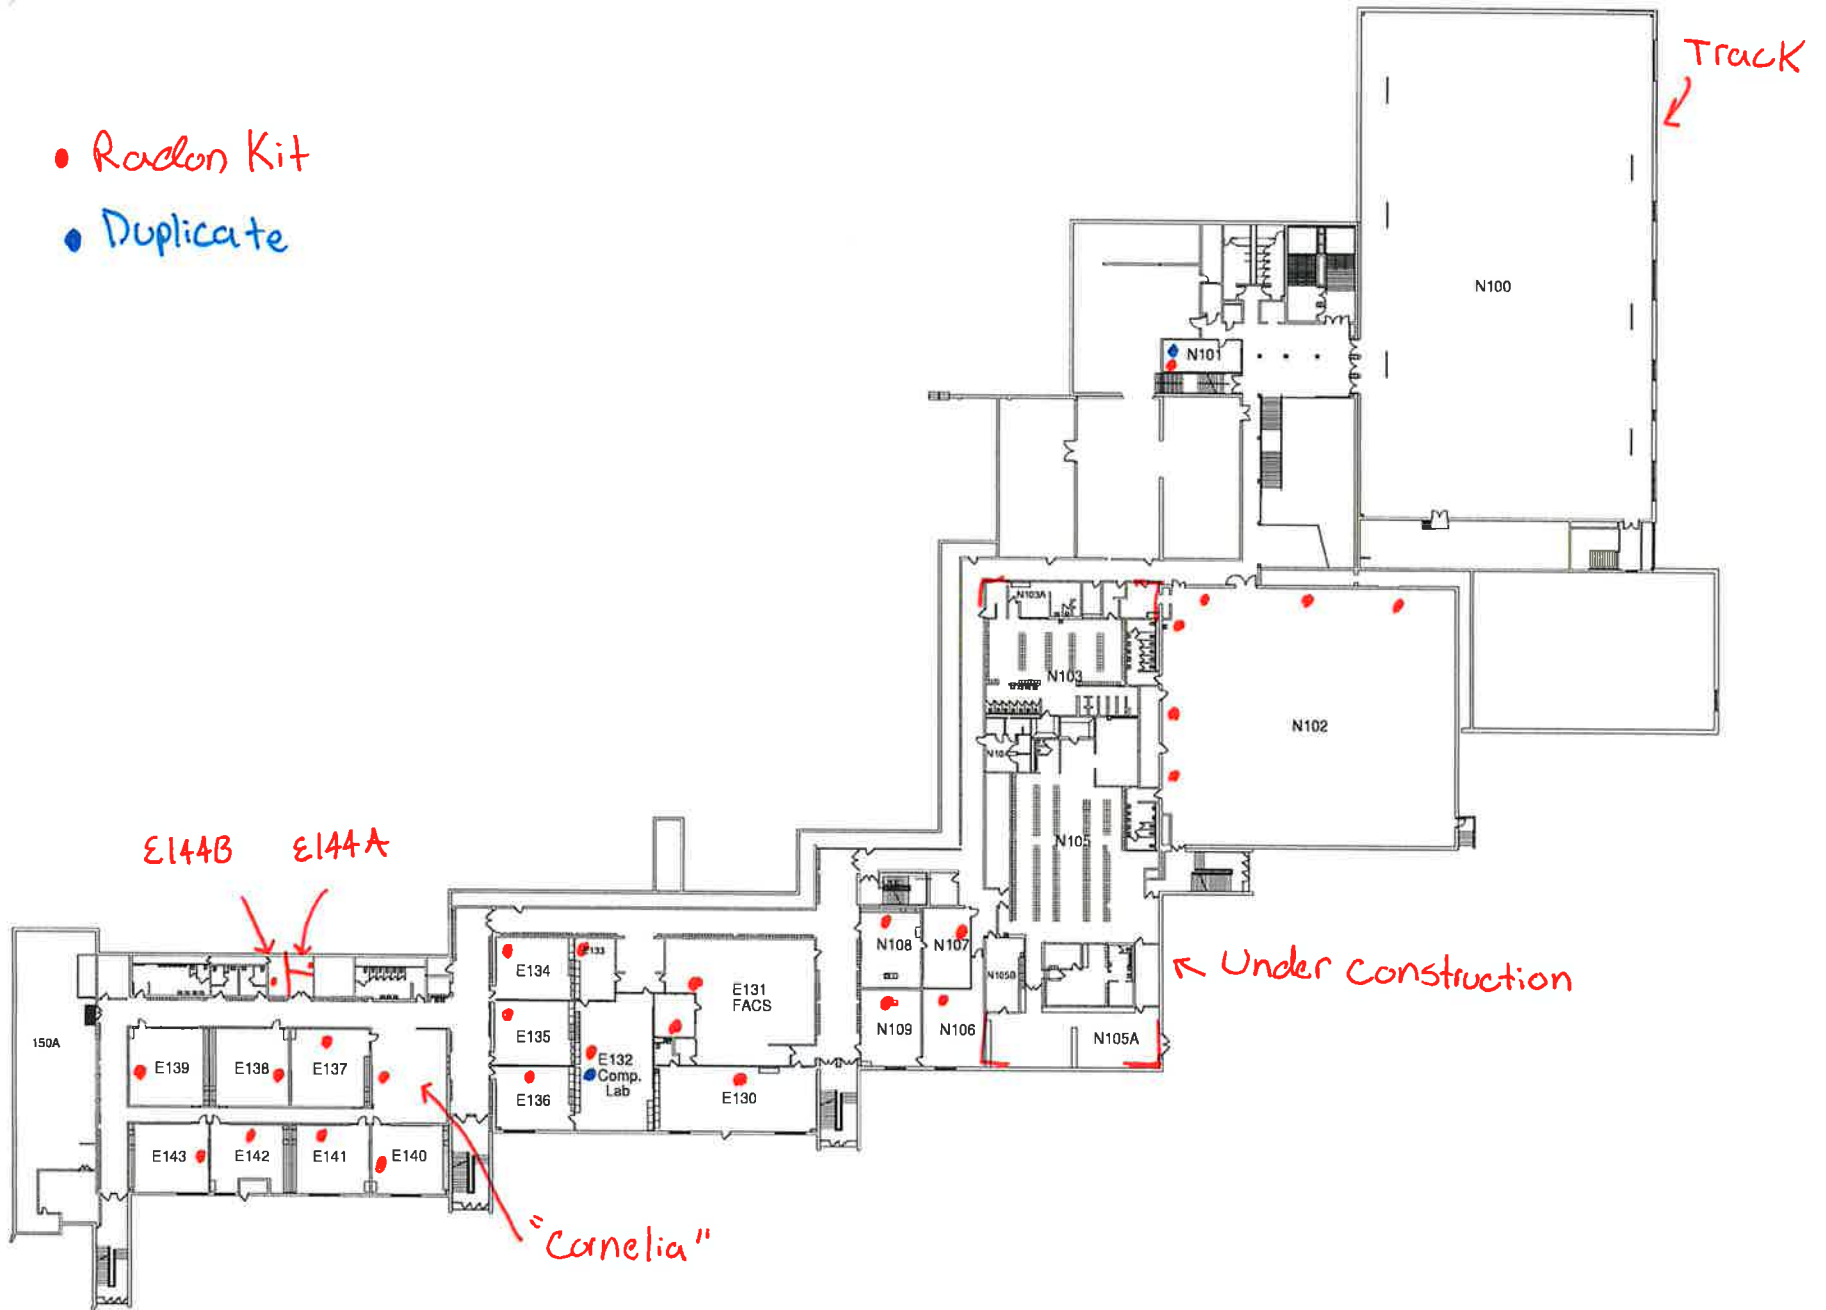 Track
• Radon Kit
• Duplicate
N100
N101
N103A
N103
N102
N104
N105
E144B E144A
N108 N107
E133
E134
N105B
E131
FACS
Under construction
E135
N109 N106
N105A
150A
E139 E138 E137
E132
Comp.
Lab
E136
E130
E143 E142 E141 E140
"Cornelia"